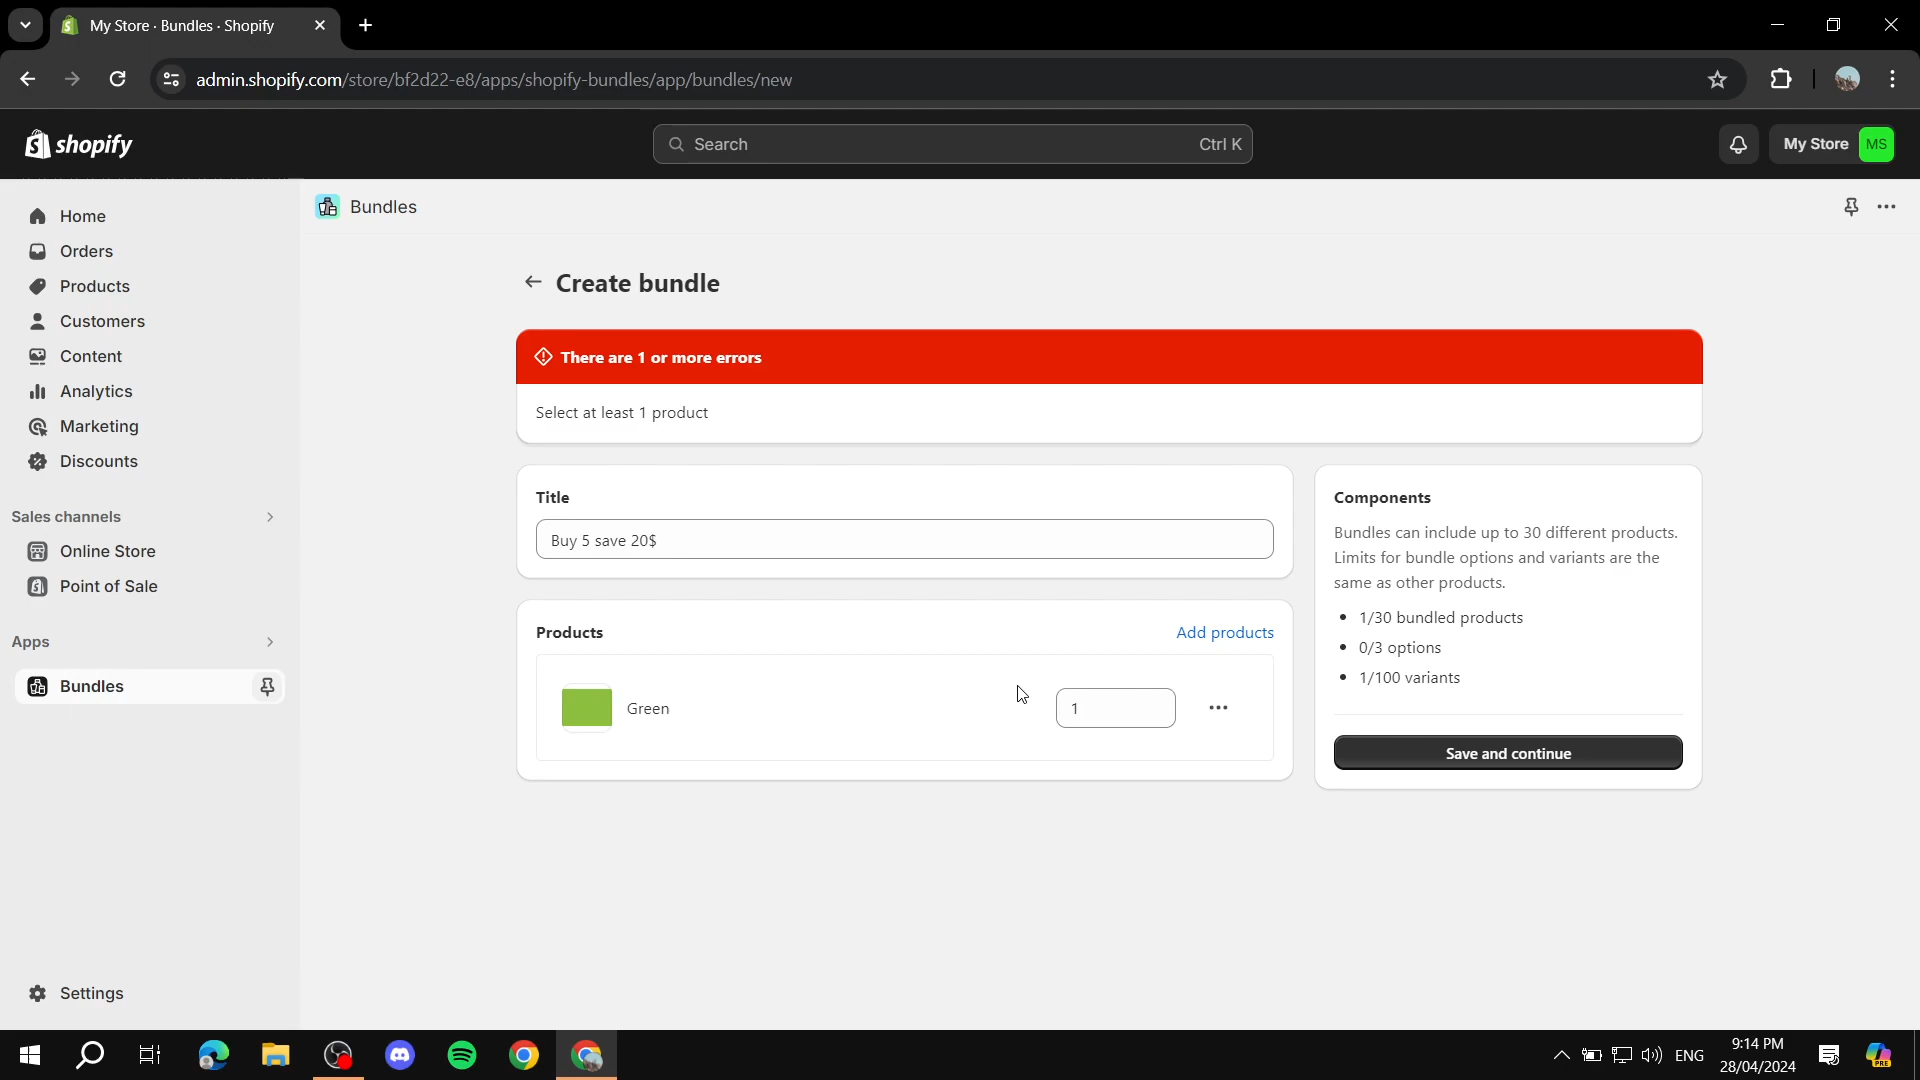 My Store · Bundles · Shopify
admin.shopify.com/store/bf2d22-e8/apps/shopify-bundles/app/bundles/new
shopify
Search
Ctrl K
My Store
MS
Home
Orders
Products
Customers
Content
Analytics
Marketing
Discounts
Sales channels
Online Store
Point of Sale
Apps
Bundles
Settings
Bundles
Create bundle
There are 1 or more errors
Select at least 1 product
Title
Buy 5 save 20$
Products
Add products
Green
1
Components
Bundles can include up to 30 different products.
Limits for bundle options and variants are the
same as other products.
• 1/30 bundled products
• 0/3 options
• 1/100 variants
Save and continue
ENG
9:14 PM
28/04/2024
PRE